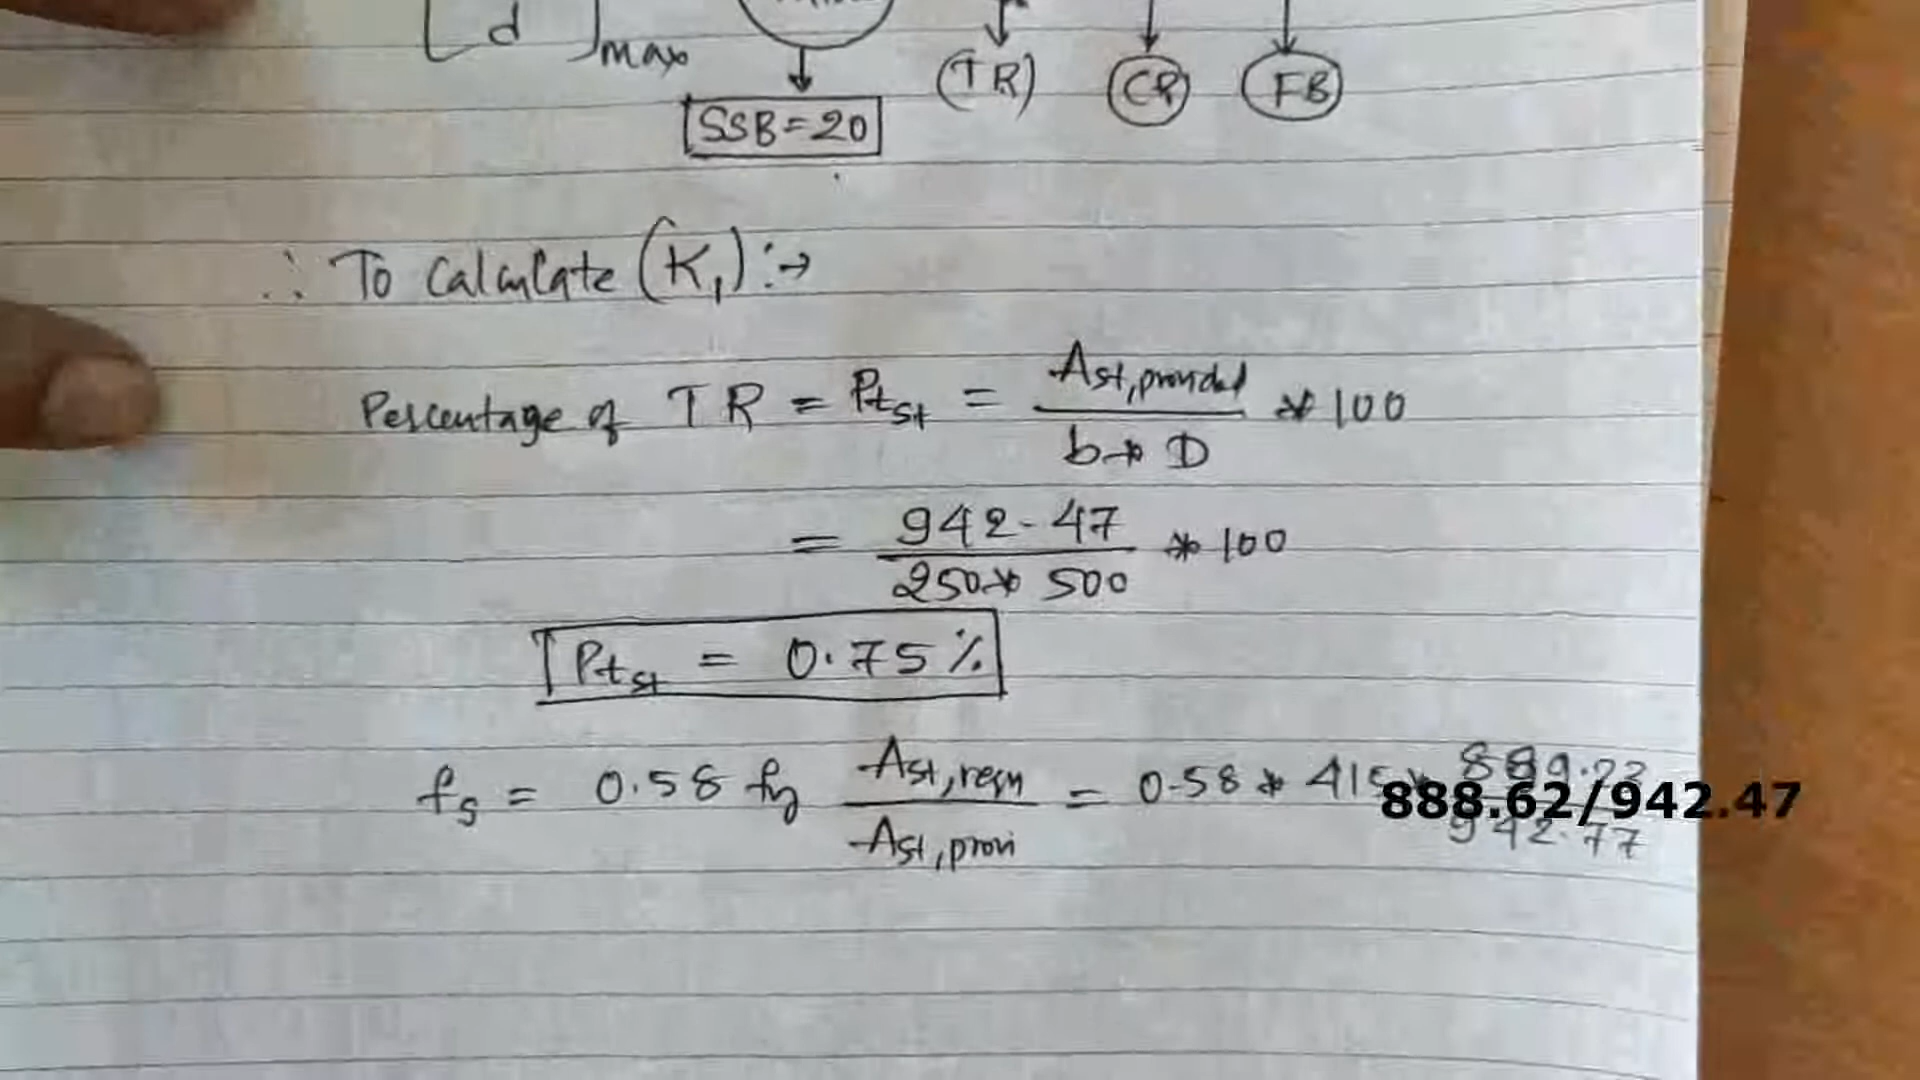 [d]max
SSB=20 (TR) CR FB
∴ To Calculate (K₁) :→
Percentage of TR = Ptst = Ast,provided / b * D * 100
= 942.47 / 250 * 500 * 100
Ptst = 0.75 %
fs = 0.58 fy Ast,reqn / Ast,provi = 0.58 * 415 *
888.62/942.47
942.77